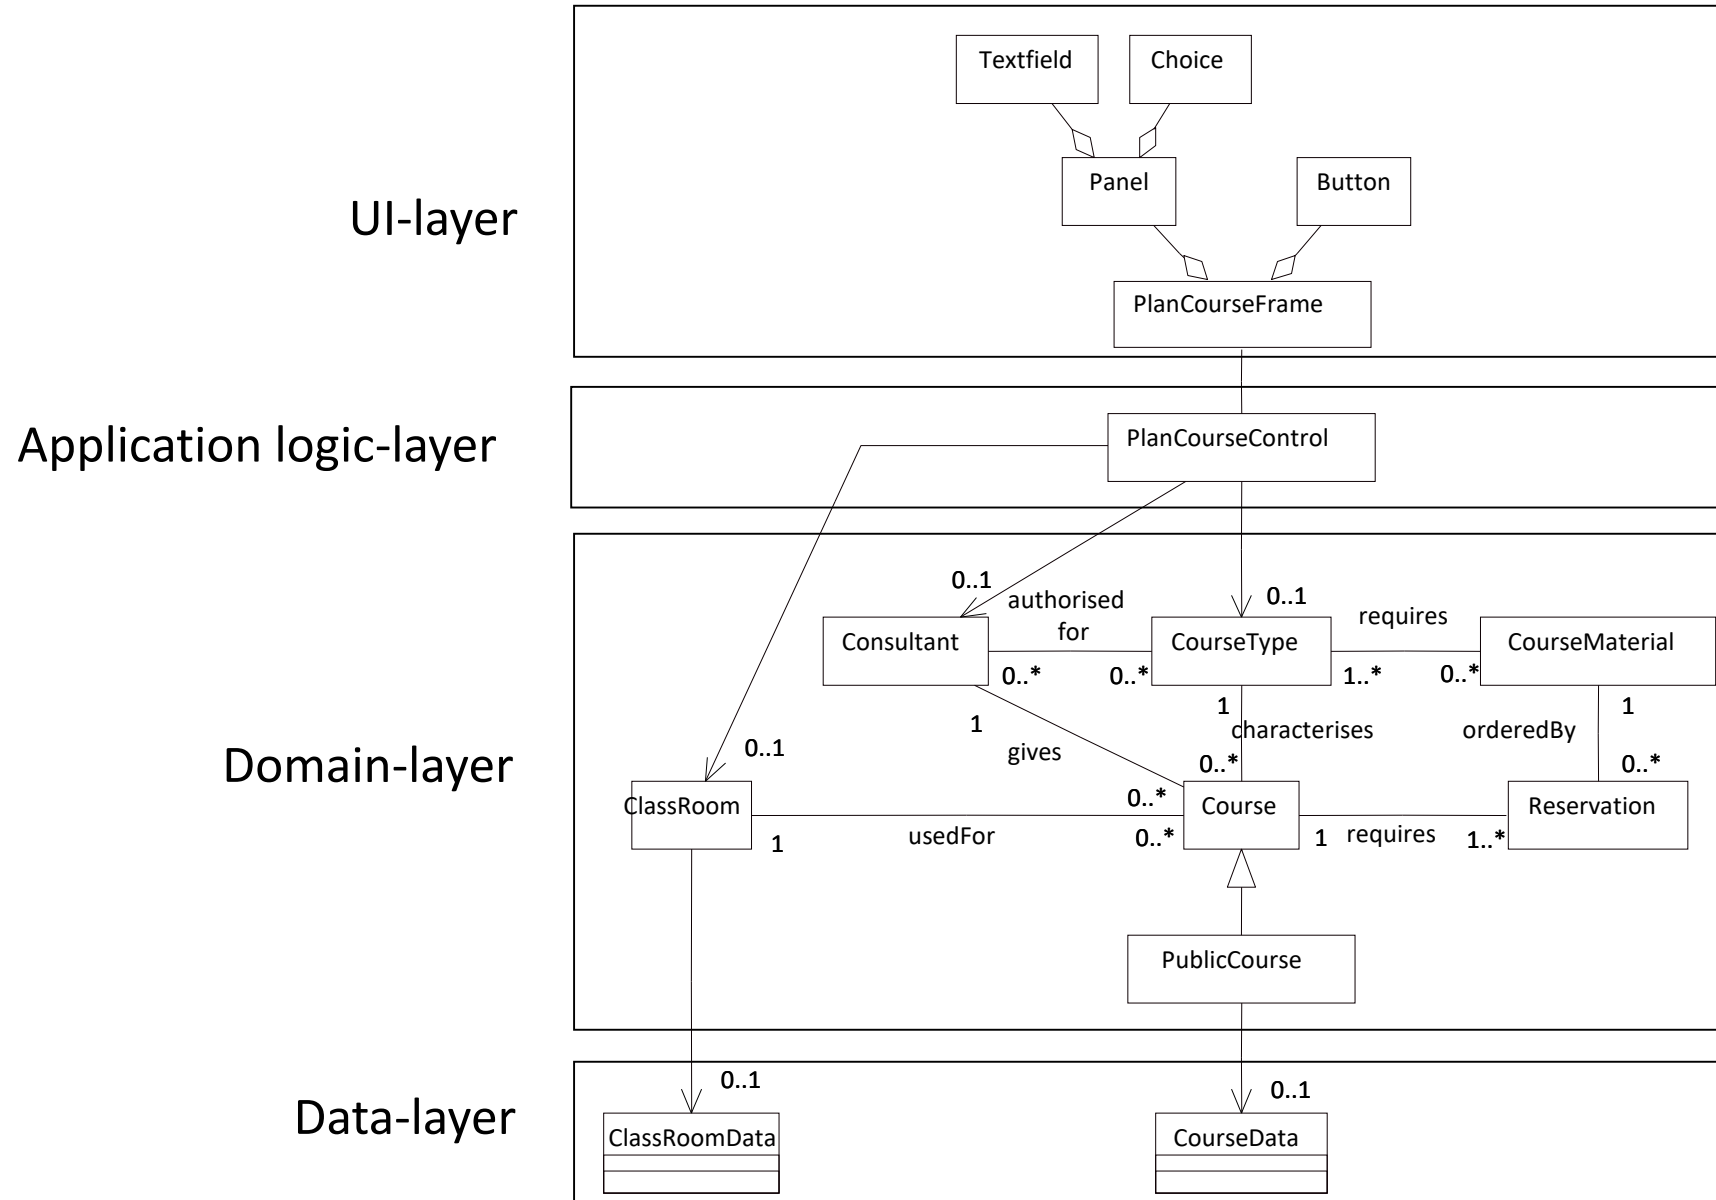 Textfield
Choice
Panel
Button
UI-layer
PlanCourseFrame
Application logic-layer
PlanCourseControl
0..1
authorised
for
0..1
requires
Consultant
CourseType
CourseMaterial
0..*
0..*
1..*
0..*
1
1
1
characterises
orderedBy
gives
0..1
Domain-layer
0..*
0..*
0..*
ClassRoom
Course
Reservation
1
usedFor
0..*
1
requires
1..*
PublicCourse
0..1
0..1
Data-layer
ClassRoomData
CourseData